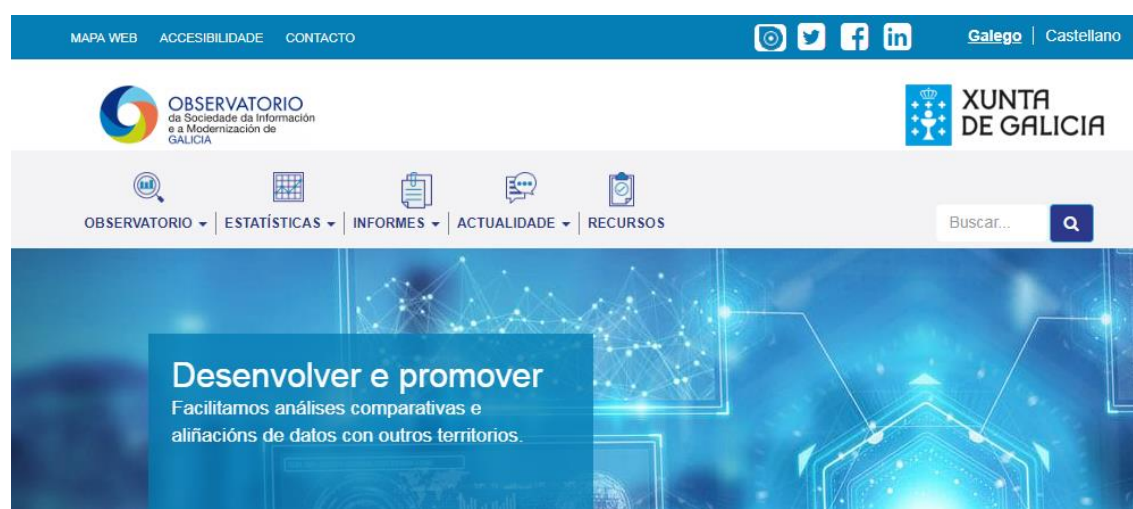 MAPA WEB ACCESIBILIDADE CONTACTO Galego | Castellano
OBSERVATORIO
da Sociedade da Información
e a Modernización de
GALICIA
XUNTA
DE GALICIA
OBSERVATORIO ESTATÍSTICAS INFORMES ACTUALIDADE RECURSOS
Buscar...
Desenvolver e promover
Facilitamos análises comparativas e
aliñacións de datos con outros territorios.